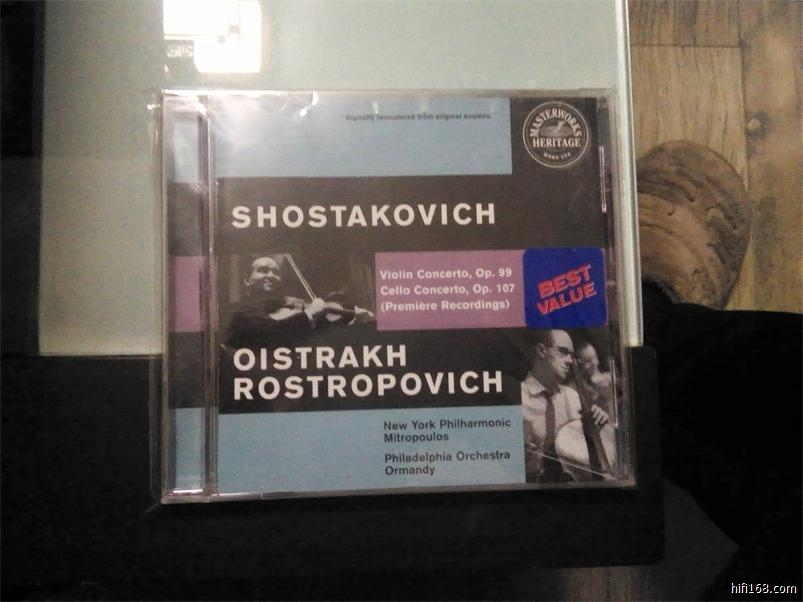 Digitally remastered from original sources.
MASTERWORKS
HERITAGE
SHOSTAKOVICH
Violin Concerto, Op. 99
Cello Concerto, Op. 107
(Première Recordings)
BEST
VALUE
OISTRAKH
ROSTROPOVICH
New York Philharmonic
Mitropoulos
Philadelphia Orchestra
Ormandy
hifi168.com